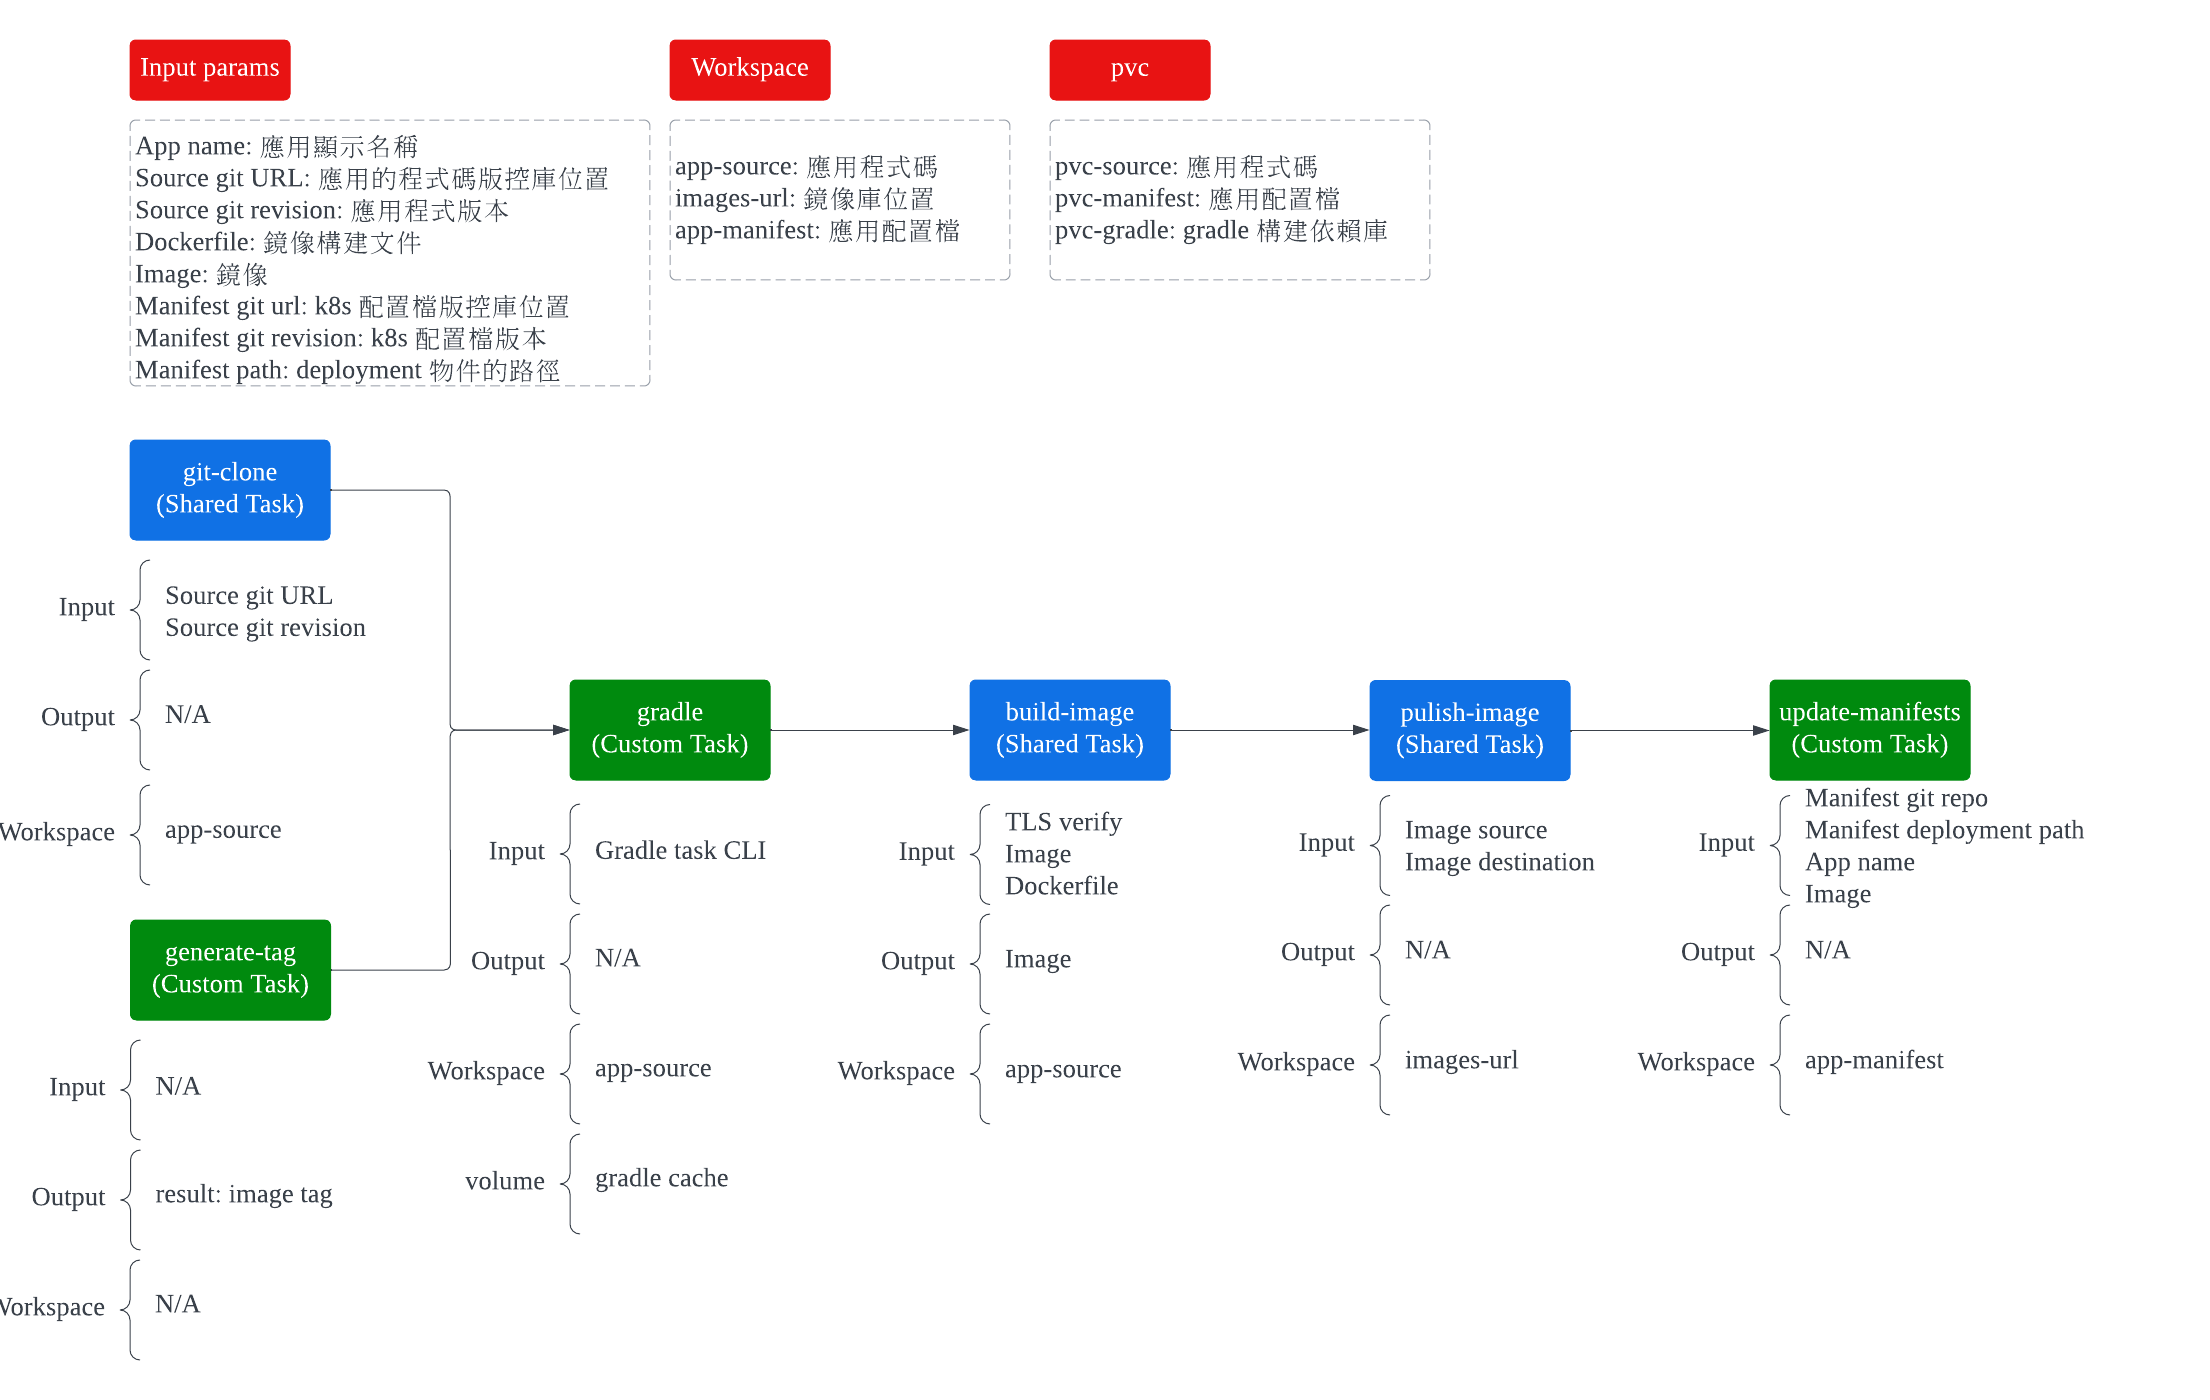 Input params
App name: 應用顯示名稱
Source git URL: 應用的程式碼版控庫位置
Source git revision: 應用程式版本
Dockerfile: 鏡像構建文件
Image: 鏡像
Manifest git url: k8s 配置檔版控庫位置
Manifest git revision: k8s 配置檔版本
Manifest path: deployment 物件的路徑
Workspace
app-source: 應用程式碼
images-url: 鏡像庫位置
app-manifest: 應用配置檔
pvc
pvc-source: 應用程式碼
pvc-manifest: 應用配置檔
pvc-gradle: gradle 構建依賴庫
git-clone
(Shared Task)
Input
Source git URL
Source git revision
Output
N/A
Workspace
app-source
generate-tag
(Custom Task)
Input
N/A
Output
result: image tag
Workspace
N/A
gradle
(Custom Task)
Input
Gradle task CLI
Output
N/A
Workspace
app-source
volume
gradle cache
build-image
(Shared Task)
Input
TLS verify
Image
Dockerfile
Output
Image
Workspace
app-source
pulish-image
(Shared Task)
Input
Image source
Image destination
Output
N/A
Workspace
images-url
update-manifests
(Custom Task)
Input
Manifest git repo
Manifest deployment path
App name
Image
Output
N/A
Workspace
app-manifest